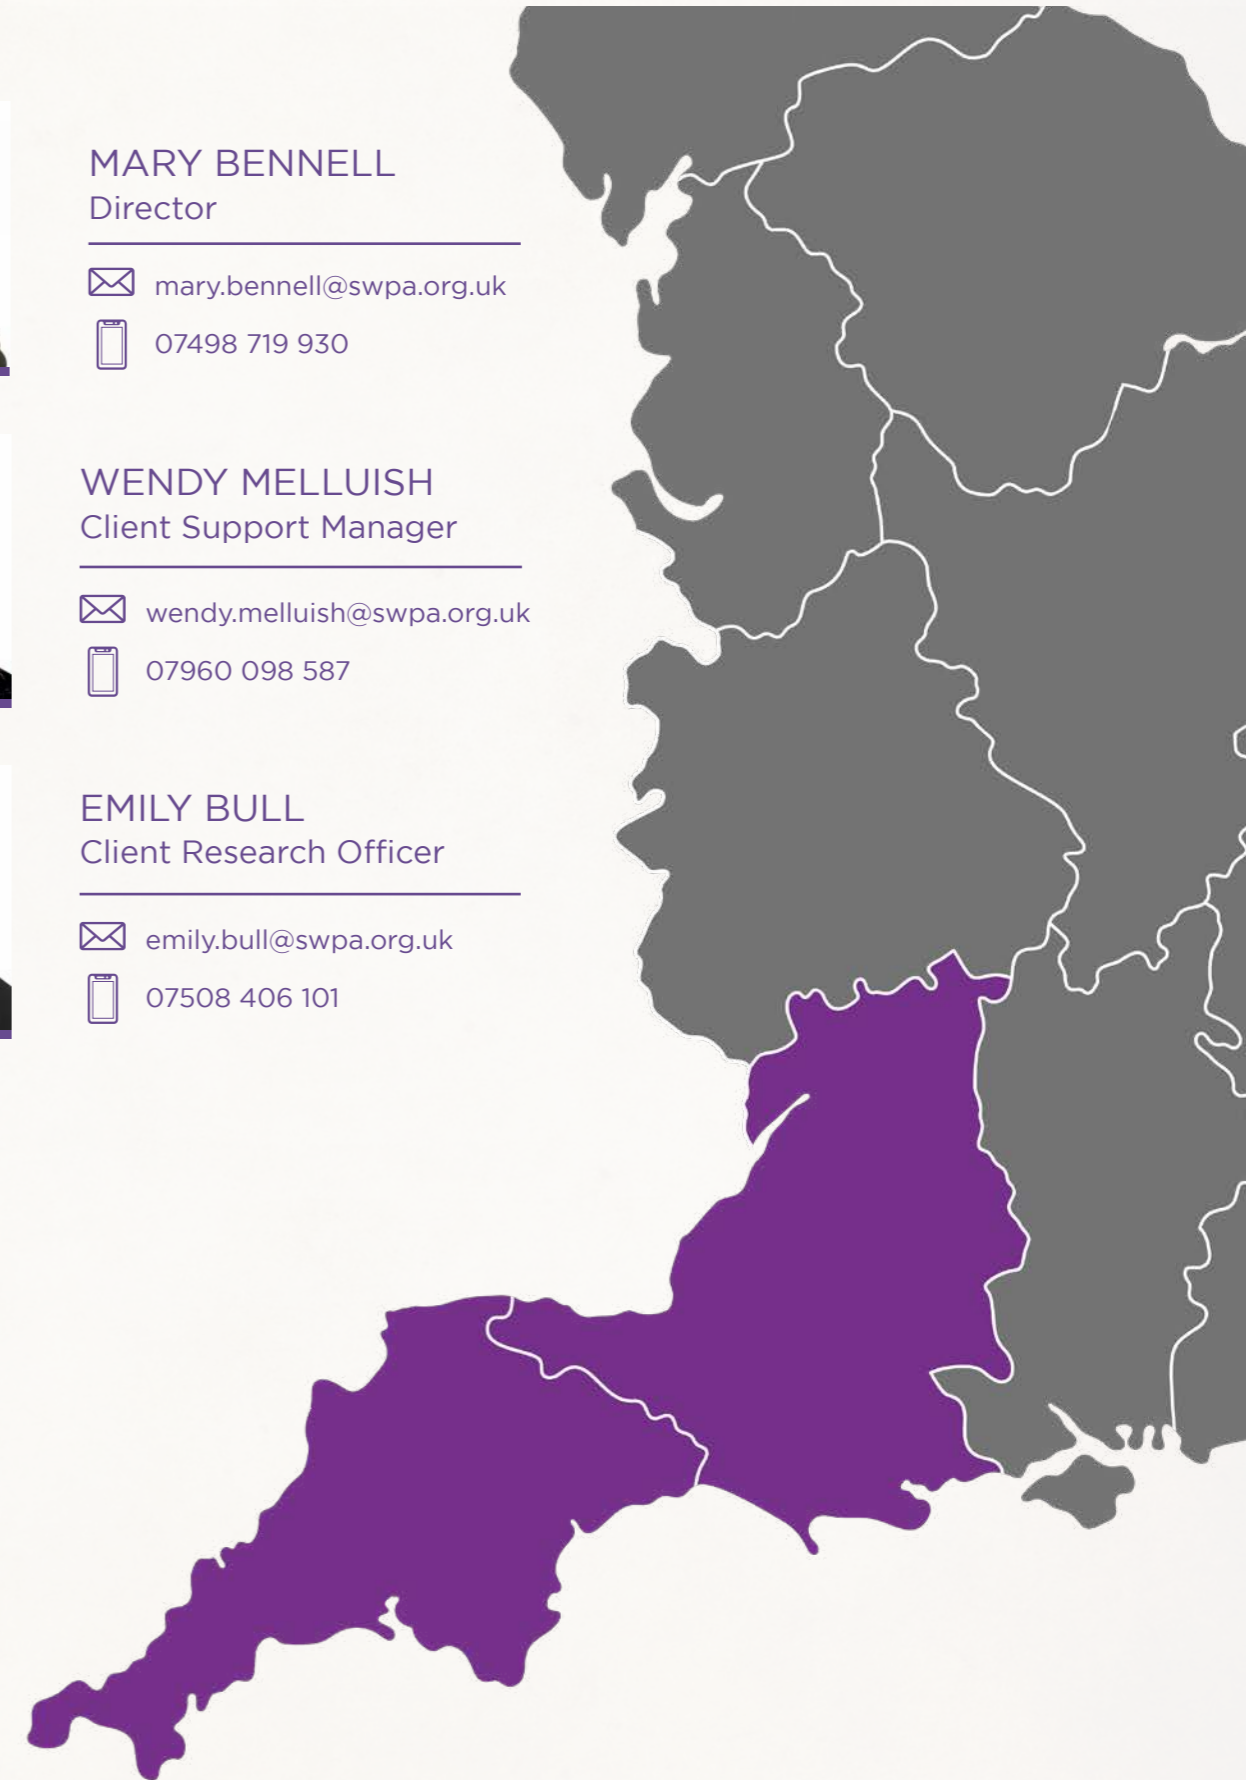 MARY BENNELL
Director
mary.bennell@swpa.org.uk
07498 719 930
WENDY MELLUISH
Client Support Manager
wendy.melluish@swpa.org.uk
07960 098 587
EMILY BULL
Client Research Officer
emily.bull@swpa.org.uk
07508 406 101